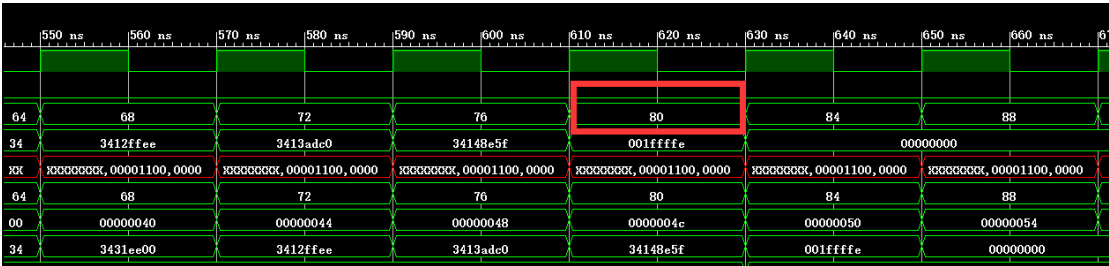 550 ns 560 ns 570 ns 580 ns 590 ns 600 ns 610 ns 620 ns 630 ns 640 ns 650 ns 660 ns 67
64 68 72 76 80 84 88
34 3412ffee 3413adc0 34148e5f 001ffffe 00000000
XX XXXXXXXX,00001100,0000 XXXXXXXX,00001100,0000 XXXXXXXX,00001100,0000 XXXXXXXX,00001100,0000 XXXXXXXX,00001100,0000 XXXXXXXX,00001100,0000
64 68 72 76 80 84 88
00 00000040 00000044 00000048 0000004c 00000050 00000054
34 3431ee00 3412ffee 3413adc0 34148e5f 001ffffe 00000000